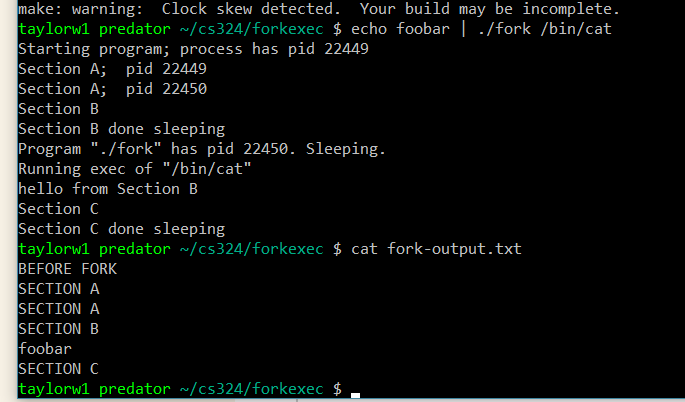 make: warning:  Clock skew detected.  Your build may be incomplete.
taylorw1 predator ~/cs324/forkexec $ echo foobar | ./fork /bin/cat
Starting program; process has pid 22449
Section A;  pid 22449
Section A;  pid 22450
Section B
Section B done sleeping
Program "./fork" has pid 22450. Sleeping.
Running exec of "/bin/cat"
hello from Section B
Section C
Section C done sleeping
taylorw1 predator ~/cs324/forkexec $ cat fork-output.txt
BEFORE FORK
SECTION A
SECTION A
SECTION B
foobar
SECTION C
taylorw1 predator ~/cs324/forkexec $